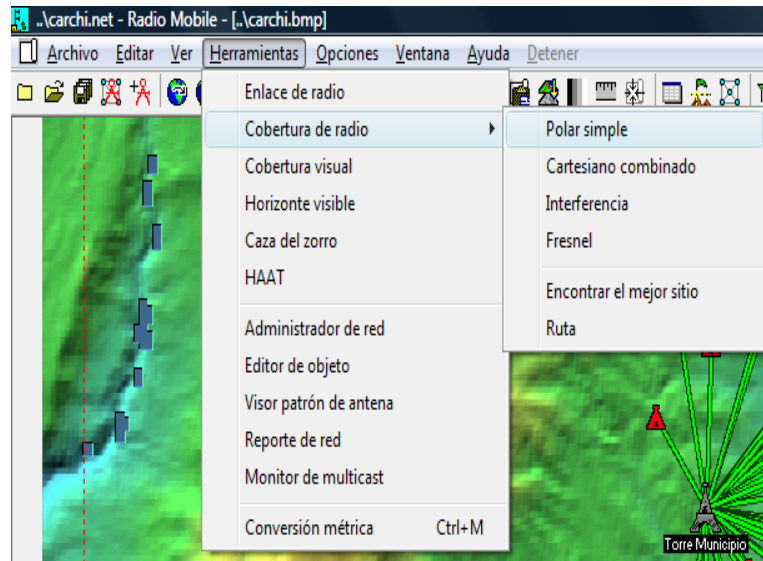 ..\carchi.net - Radio Mobile - [..\carchi.bmp]
Archivo Editar Ver Herramientas Opciones Ventana Ayuda Detener
Enlace de radio
Cobertura de radio
Cobertura visual
Horizonte visible
Caza del zorro
HAAT
Administrador de red
Editor de objeto
Visor patrón de antena
Reporte de red
Monitor de multicast
Conversión métrica Ctrl+M
Polar simple
Cartesiano combinado
Interferencia
Fresnel
Encontrar el mejor sitio
Ruta
Torre Municipio